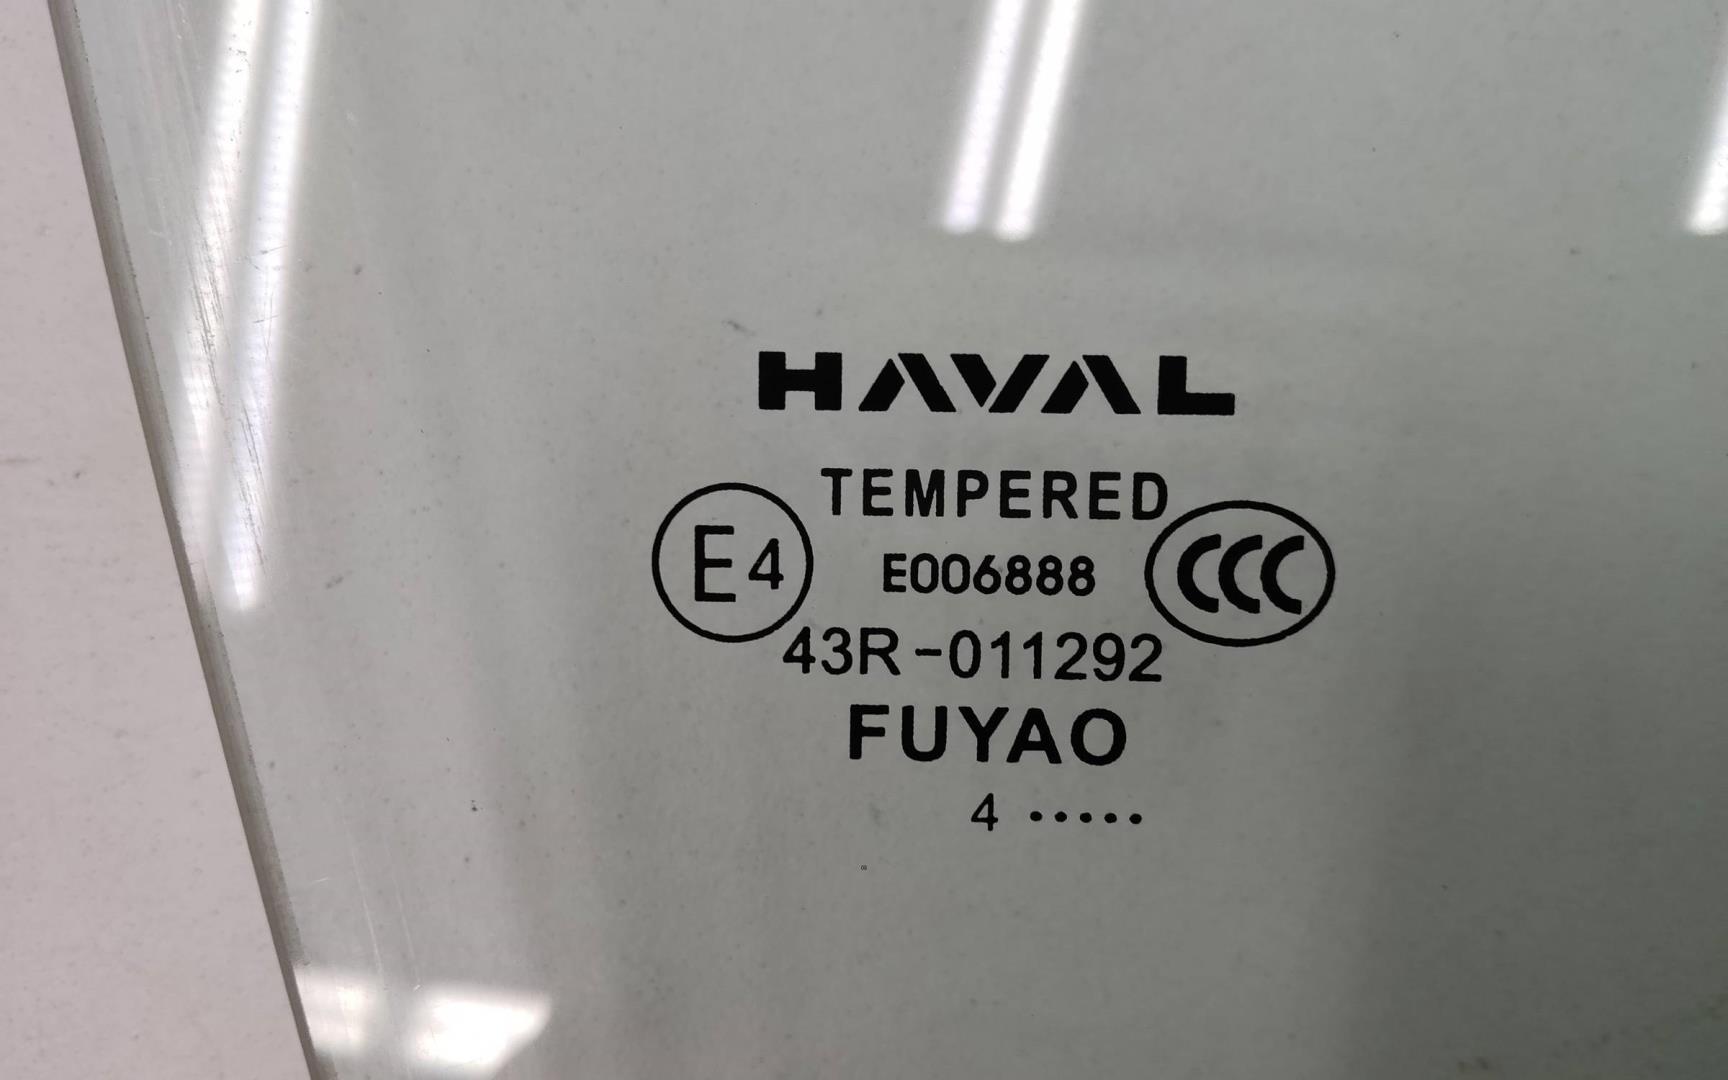 HAVAL
TEMPERED
E4 E006888 CCC
43R-011292
FUYAO
4 •••••